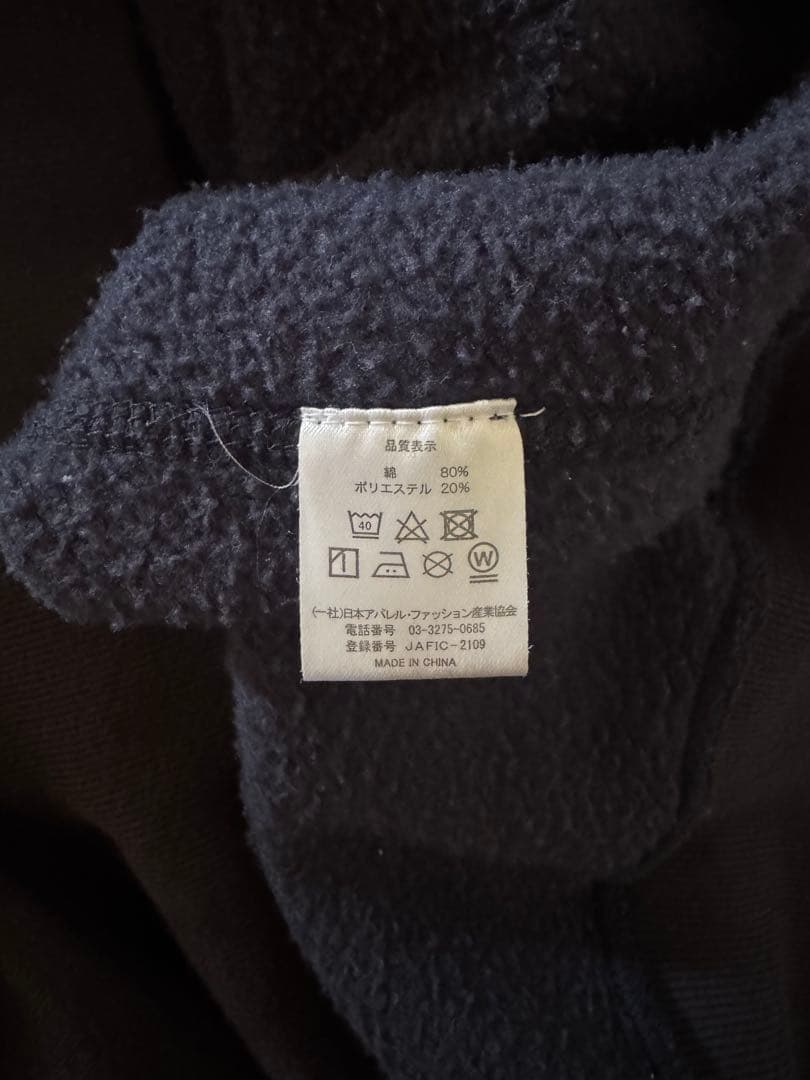 品質表示
綿 80%
ポリエステル 20%
40
W
(一社)日本アパレル・ファッション産業協会
電話番号 03-3275-0685
登録番号 JAFIC-2109
MADE IN CHINA